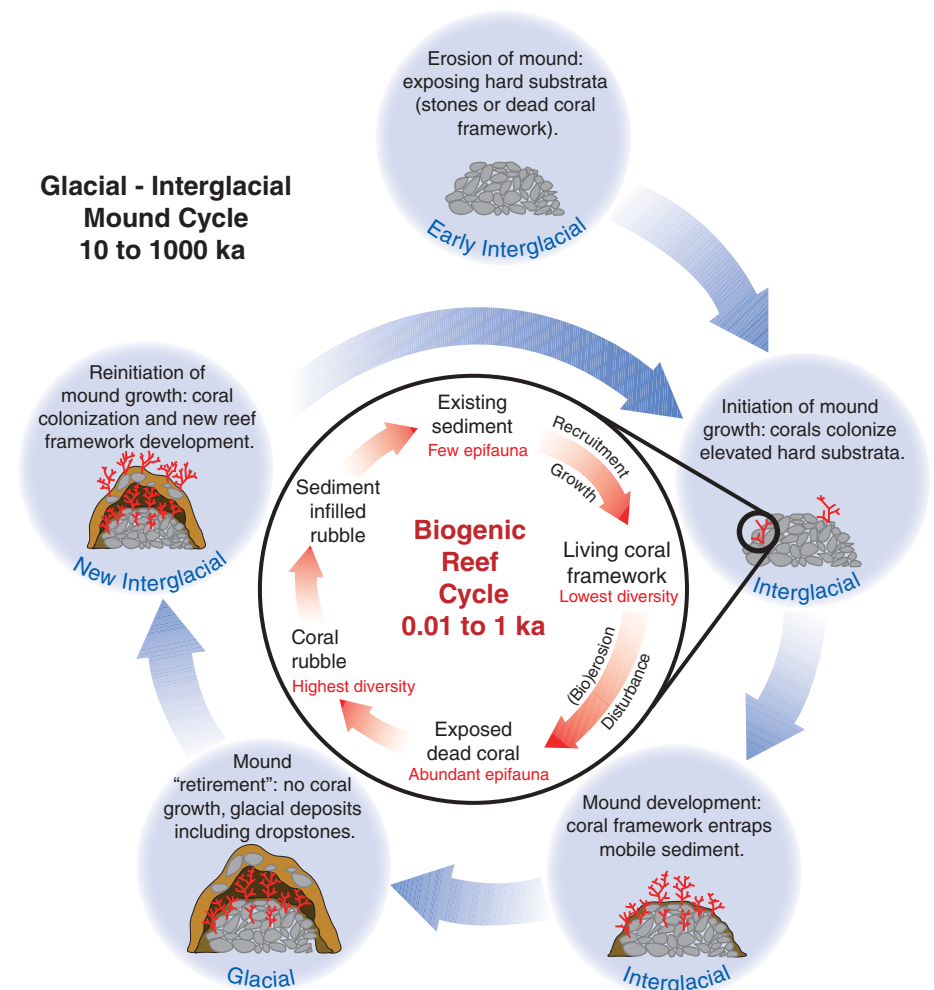 Glacial - Interglacial
Mound Cycle
10 to 1000 ka
Erosion of mound:
exposing hard substrata
(stones or dead coral
framework).
Early Interglacial
Initiation of mound
growth: corals colonize
elevated hard substrata.
Interglacial
Mound development:
coral framework entraps
mobile sediment.
Interglacial
Mound
“retirement”: no coral
growth, glacial deposits
including dropstones.
Glacial
Reinitiation of
mound growth: coral
colonization and new reef
framework development.
New Interglacial
Biogenic
Reef
Cycle
0.01 to 1 ka
Existing
sediment
Few epifauna
Recruitment
Growth
Living coral
framework
Lowest diversity
(Bio)erosion
Disturbance
Exposed
dead coral
Abundant epifauna
Coral
rubble
Highest diversity
Sediment
infilled
rubble